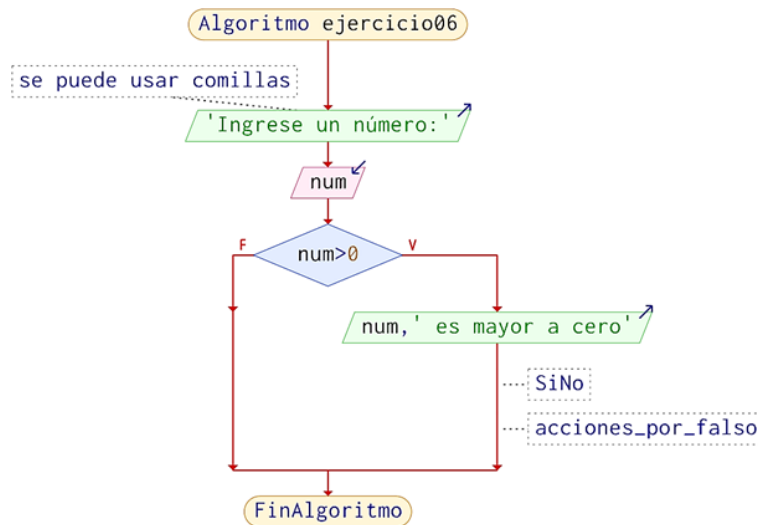 Algoritmo ejercicio06
se puede usar comillas
'Ingrese un número:'
num
num>0
F
V
num,' es mayor a cero'
SiNo
acciones_por_falso
FinAlgoritmo